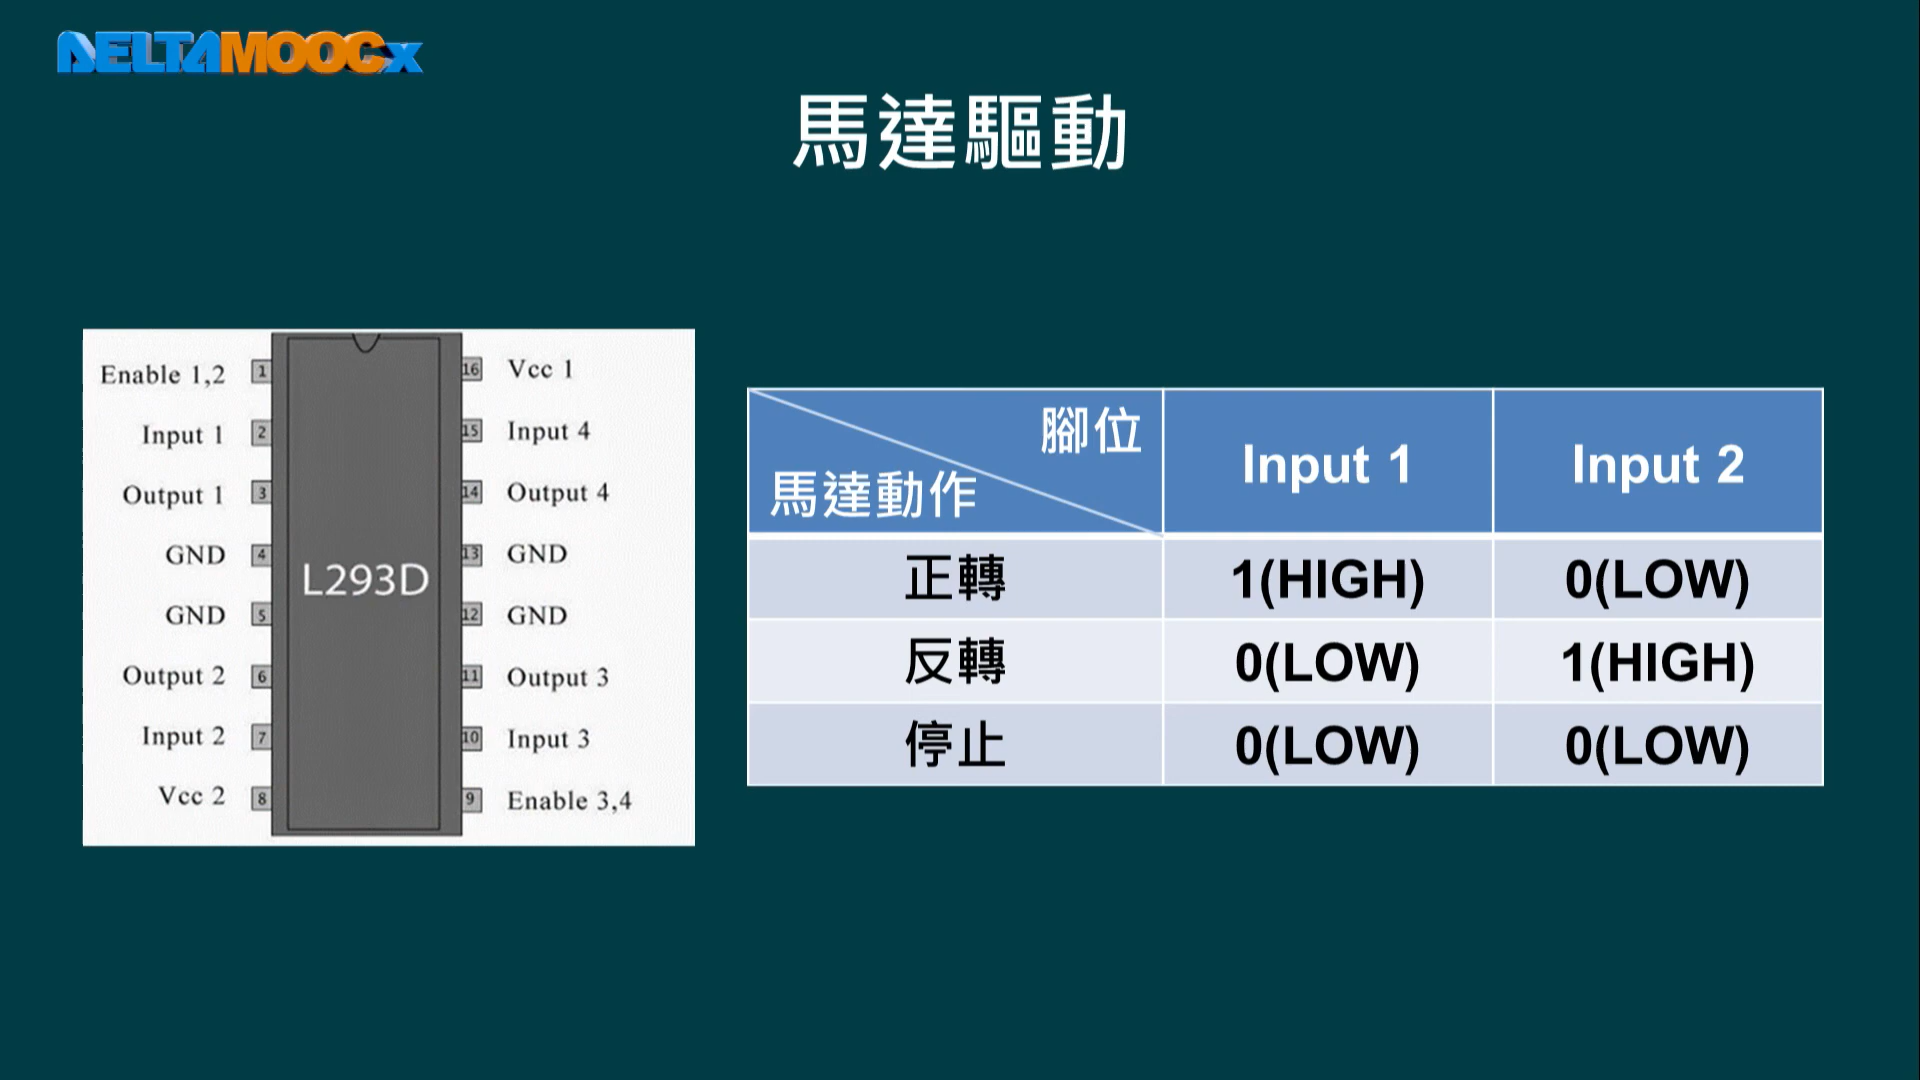 DELTAMOOCx
馬達驅動
Enable 1,2 1
Input 1 2
Output 1 3
GND 4
GND 5
Output 2 6
Input 2 7
Vcc 2 8
L293D
16 Vcc 1
15 Input 4
14 Output 4
13 GND
12 GND
11 Output 3
10 Input 3
9 Enable 3,4
腳位
馬達動作
Input 1 Input 2
正轉 1(HIGH) 0(LOW)
反轉 0(LOW) 1(HIGH)
停止 0(LOW) 0(LOW)